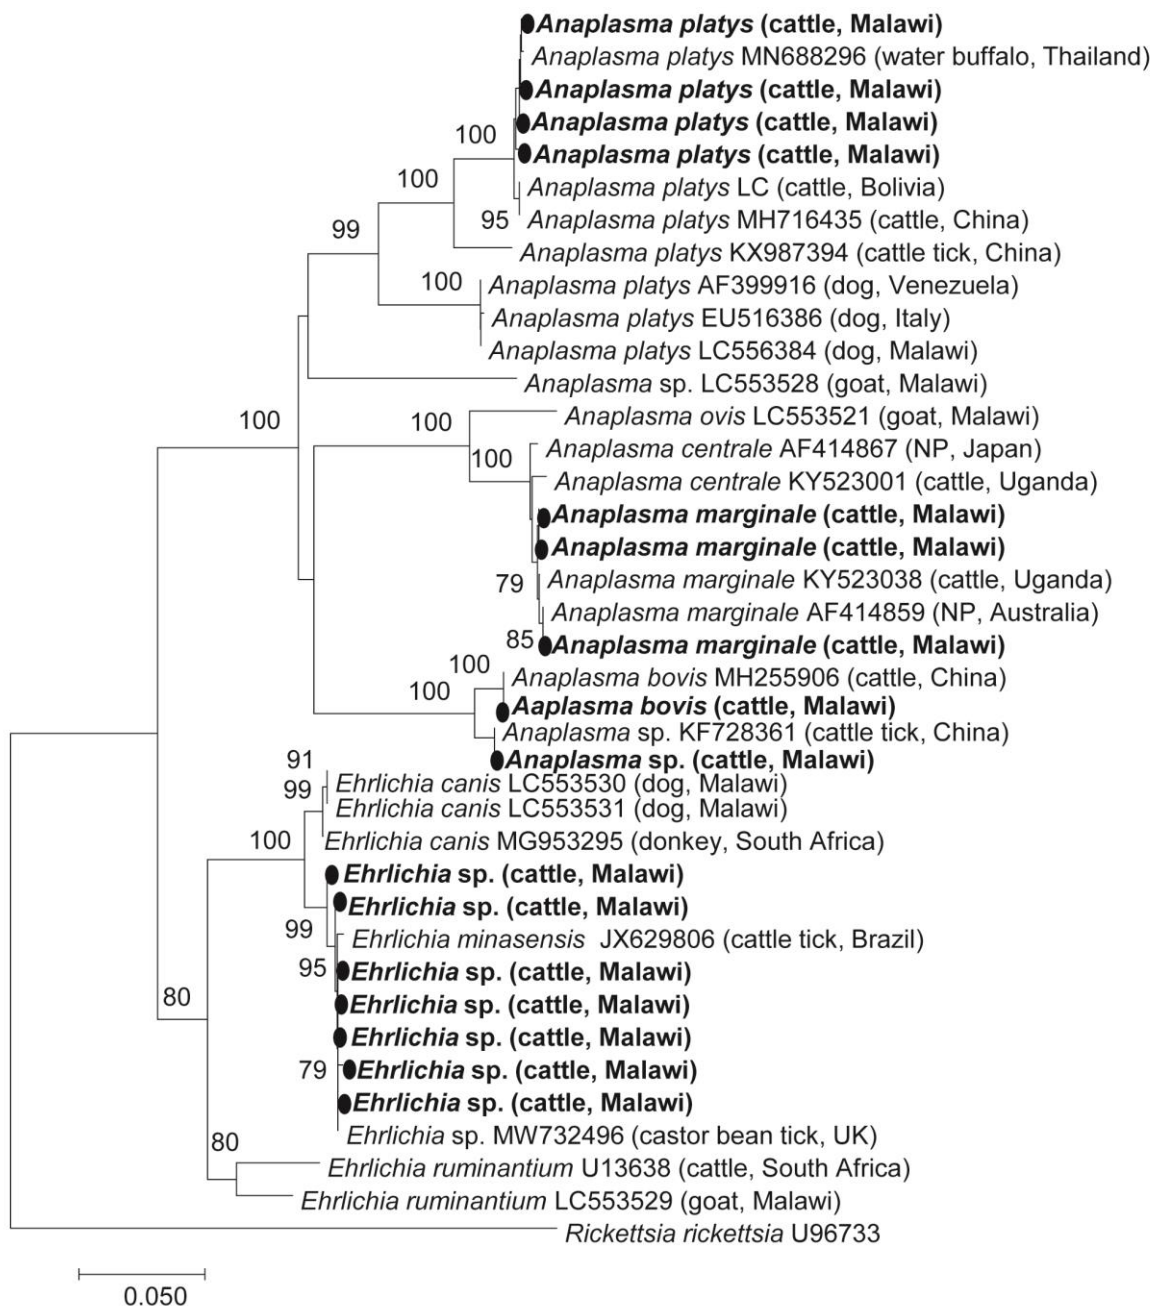 Anaplasma platys (cattle, Malawi)
Anaplasma platys MN688296 (water buffalo, Thailand)
Anaplasma platys (cattle, Malawi)
Anaplasma platys (cattle, Malawi)
100
Anaplasma platys (cattle, Malawi)
100
Anaplasma platys LC (cattle, Bolivia)
95
Anaplasma platys MH716435 (cattle, China)
99
Anaplasma platys KX987394 (cattle tick, China)
100
Anaplasma platys AF399916 (dog, Venezuela)
Anaplasma platys EU516386 (dog, Italy)
Anaplasma platys LC556384 (dog, Malawi)
Anaplasma sp. LC553528 (goat, Malawi)
100
100
Anaplasma ovis LC553521 (goat, Malawi)
Anaplasma centrale AF414867 (NP, Japan)
100
Anaplasma centrale KY523001 (cattle, Uganda)
Anaplasma marginale (cattle, Malawi)
Anaplasma marginale (cattle, Malawi)
79
Anaplasma marginale KY523038 (cattle, Uganda)
Anaplasma marginale AF414859 (NP, Australia)
85
Anaplasma marginale (cattle, Malawi)
100
Anaplasma bovis MH255906 (cattle, China)
100
Aaplasma bovis (cattle, Malawi)
Anaplasma sp. KF728361 (cattle tick, China)
Anaplasma sp. (cattle, Malawi)
91
Ehrlichia canis LC553530 (dog, Malawi)
99
Ehrlichia canis LC553531 (dog, Malawi)
100
Ehrlichia canis MG953295 (donkey, South Africa)
Ehrlichia sp. (cattle, Malawi)
Ehrlichia sp. (cattle, Malawi)
99
Ehrlichia minasensis JX629806 (cattle tick, Brazil)
95
Ehrlichia sp. (cattle, Malawi)
80
Ehrlichia sp. (cattle, Malawi)
Ehrlichia sp. (cattle, Malawi)
79
Ehrlichia sp. (cattle, Malawi)
Ehrlichia sp. (cattle, Malawi)
Ehrlichia sp. MW732496 (castor bean tick, UK)
80
Ehrlichia ruminantium U13638 (cattle, South Africa)
Ehrlichia ruminantium LC553529 (goat, Malawi)
Rickettsia rickettsia U96733
0.050